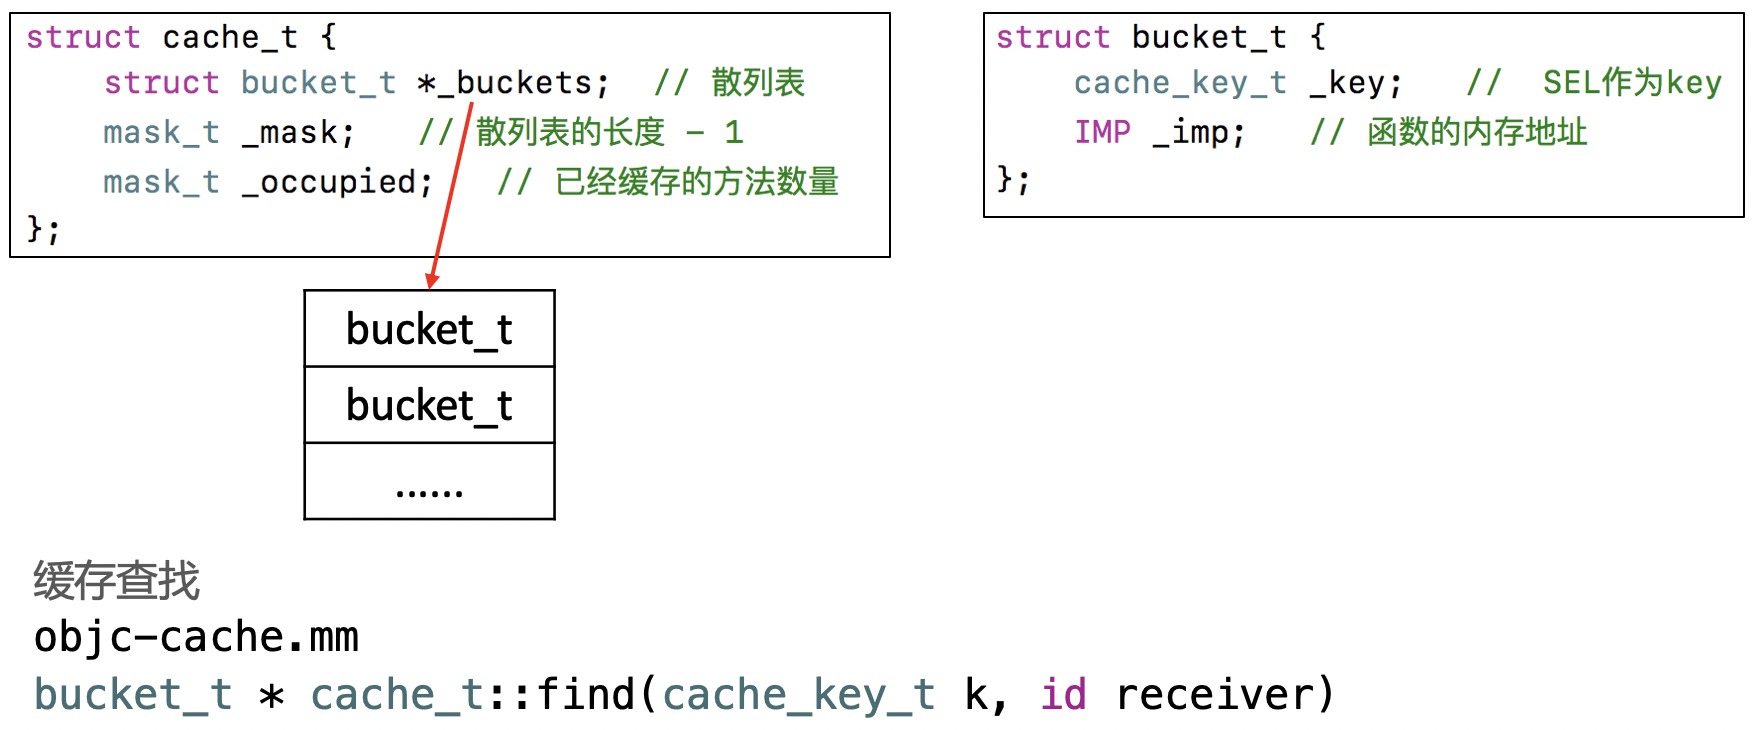 struct cache_t {
struct bucket_t *_buckets; // 散列表
mask_t _mask; // 散列表的长度 - 1
mask_t _occupied; // 已经缓存的方法数量
};
struct bucket_t {
cache_key_t _key; // SEL作为key
IMP _imp; // 函数的内存地址
};
bucket_t
bucket_t
......
缓存查找
objc-cache.mm
bucket_t * cache_t::find(cache_key_t k, id receiver)